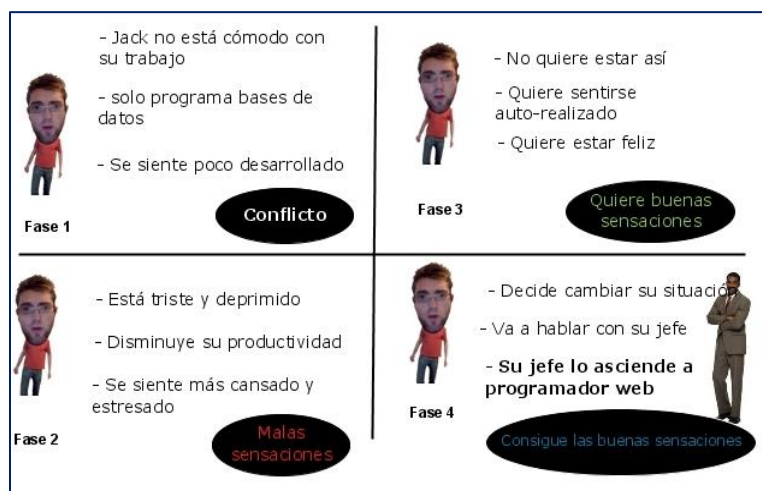 - Jack no está cómodo con
su trabajo
- solo programa bases de
datos
- Se siente poco desarrollado
Conflicto
Fase 1
- No quiere estar así
- Quiere sentirse
auto-realizado
- Quiere estar feliz
Quiere buenas
sensaciones
Fase 3
- Está triste y deprimido
- Disminuye su productividad
- Se siente más cansado y
estresado
Malas
sensaciones
Fase 2
- Decide cambiar su situación
- Va a hablar con su jefe
- Su jefe lo asciende a
programador web
Fase 4
Consigue las buenas sensaciones